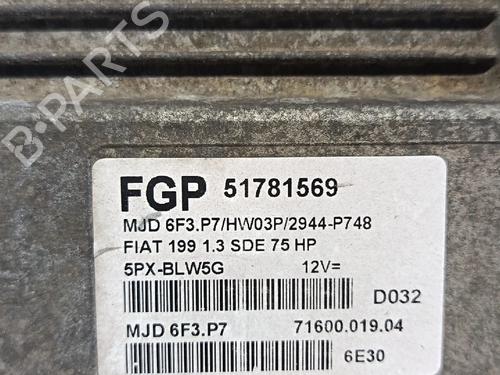 B-PARTS
FGP 51781569
MJD 6F3.P7/HW03P/2944-P748
FIAT 199 1.3 SDE 75 HP
5PX-BLW5G 12V=
D032
MJD 6F3.P7 71600.019.04
6E30